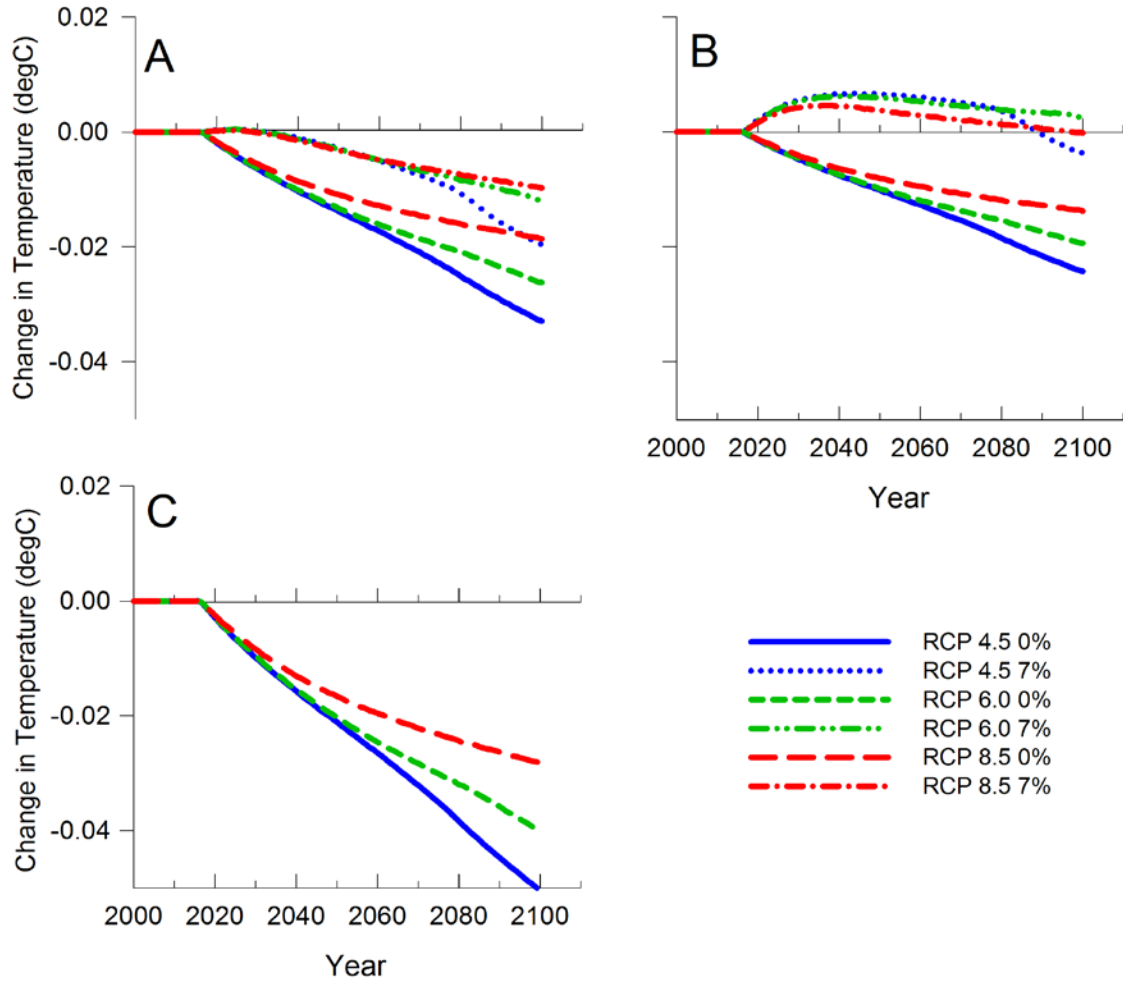 A
Change in Temperature (degC)
0.02
0.00
-0.02
-0.04
B
2000 2020 2040 2060 2080 2100
Year
C
Change in Temperature (degC)
0.02
0.00
-0.02
-0.04
2000 2020 2040 2060 2080 2100
Year
RCP 4.5 0%
RCP 4.5 7%
RCP 6.0 0%
RCP 6.0 7%
RCP 8.5 0%
RCP 8.5 7%